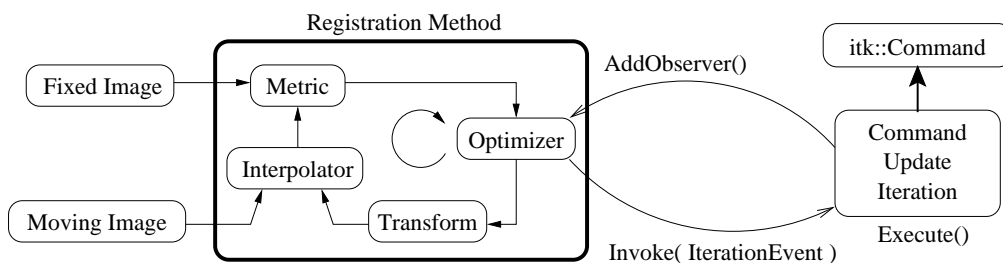 Registration Method
itk::Command
Fixed Image
Metric
AddObserver()
Optimizer
Command
Update
Iteration
Interpolator
Moving Image
Transform
Execute()
Invoke( IterationEvent )